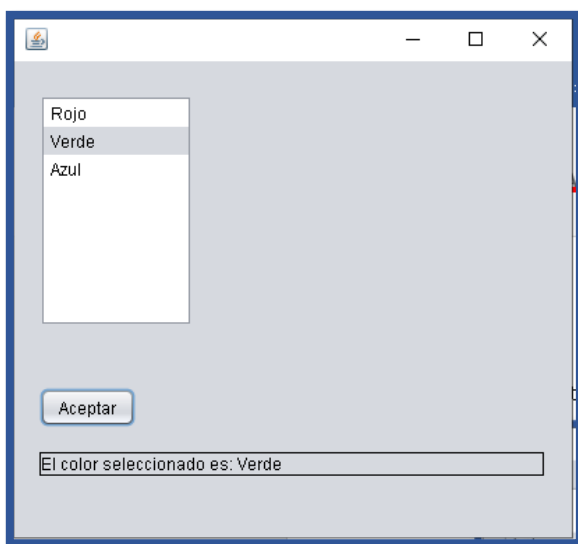 Rojo
Verde
Azul
Aceptar
El color seleccionado es: Verde